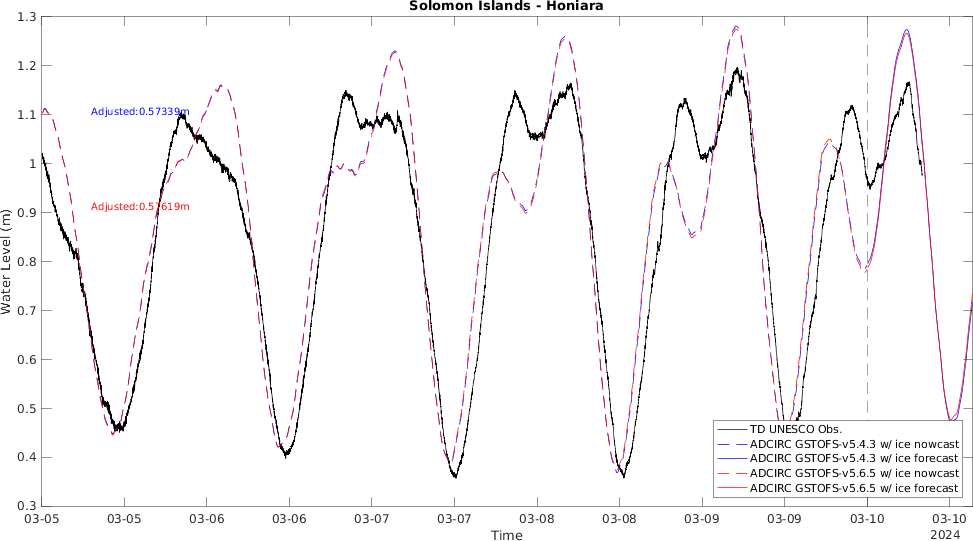 Solomon Islands - Honiara
1.3
1.2
1.1
1
0.9
0.8
0.7
0.6
0.5
0.4
0.3
Water Level (m)
Adjusted:0.57339m
Adjusted:0.51619m
TD UNESCO Obs.
ADCIRC GSTOFS-v5.4.3 w/ ice nowcast
ADCIRC GSTOFS-v5.4.3 w/ ice forecast
ADCIRC GSTOFS-v5.6.5 w/ ice nowcast
ADCIRC GSTOFS-v5.6.5 w/ ice forecast
03-05 03-05 03-06 03-06 03-07 03-07 03-08 03-08 03-09 03-09 03-10 03-10
Time
2024